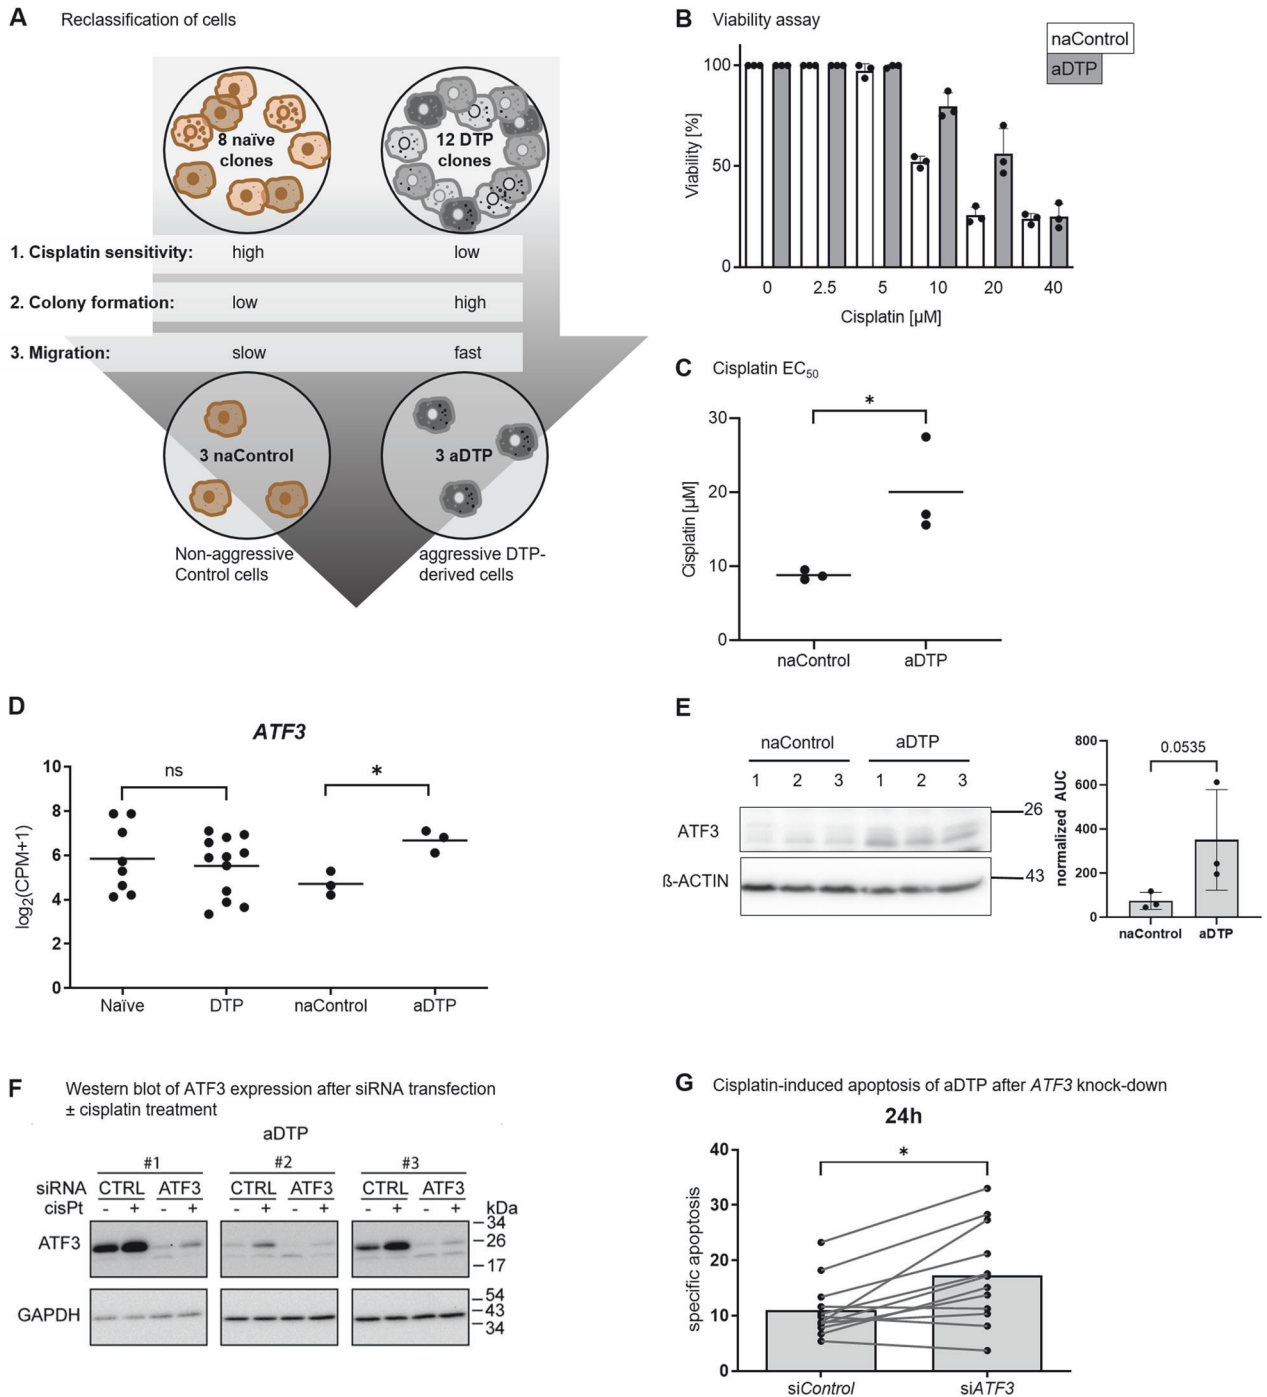 A Reclassification of cells
8 naïve
clones
12 DTP
clones
1. Cisplatin sensitivity: high low
2. Colony formation: low high
3. Migration: slow fast
3 naControl
3 aDTP
Non-aggressive
Control cells
aggressive DTP-
derived cells
B Viability assay
naControl
aDTP
Viability [%]
100
50
0
0 2.5 5 10 20 40
Cisplatin [µM]
C Cisplatin EC50
*
Cisplatin [µM]
30
20
10
0
naControl aDTP
D
ATF3
ns *
log2(CPM+1)
10
8
6
4
2
0
Naïve DTP naControl aDTP
E
naControl aDTP
1 2 3 1 2 3
ATF3
26
ß-ACTIN
43
normalized AUC
800
600
400
200
0
0.0535
naControl aDTP
F Western blot of ATF3 expression after siRNA transfection
± cisplatin treatment
aDTP
#1 #2 #3
siRNA CTRL ATF3 CTRL ATF3 CTRL ATF3
cisPt - + - + - + - + - + - + kDa
ATF3
34
26
17
GAPDH
54
43
34
G Cisplatin-induced apoptosis of aDTP after ATF3 knock-down
24h
*
specific apoptosis
40
30
20
10
0
siControl siATF3